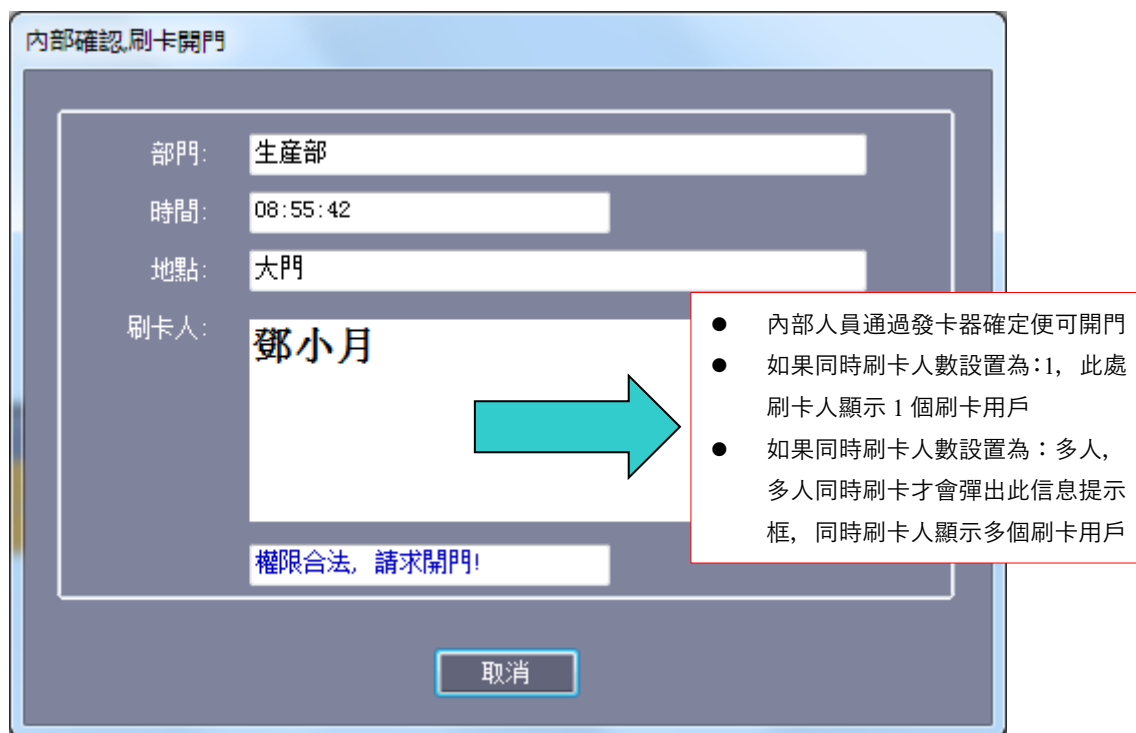 內部確認,刷卡開門
部門: 生産部
時間: 08:55:42
地點: 大門
刷卡人: 鄧小月
權限合法, 請求開門!
取消
● 內部人員通過發卡器確定便可開門
● 如果同時刷卡人數設置為:1, 此處
刷卡人顯示 1 個刷卡用戶
● 如果同時刷卡人數設置為:多人,
多人同時刷卡才會彈出此信息提示
框, 同時刷卡人顯示多個刷卡用戶